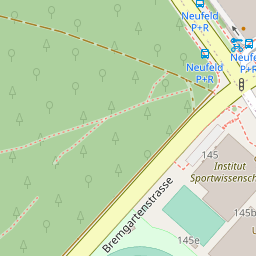 Neufeld
P+R
Neufeld
P+R
Neufeld
P+R
145
Institut
Sportwissensch
145b
Bremgartenstrasse
145e